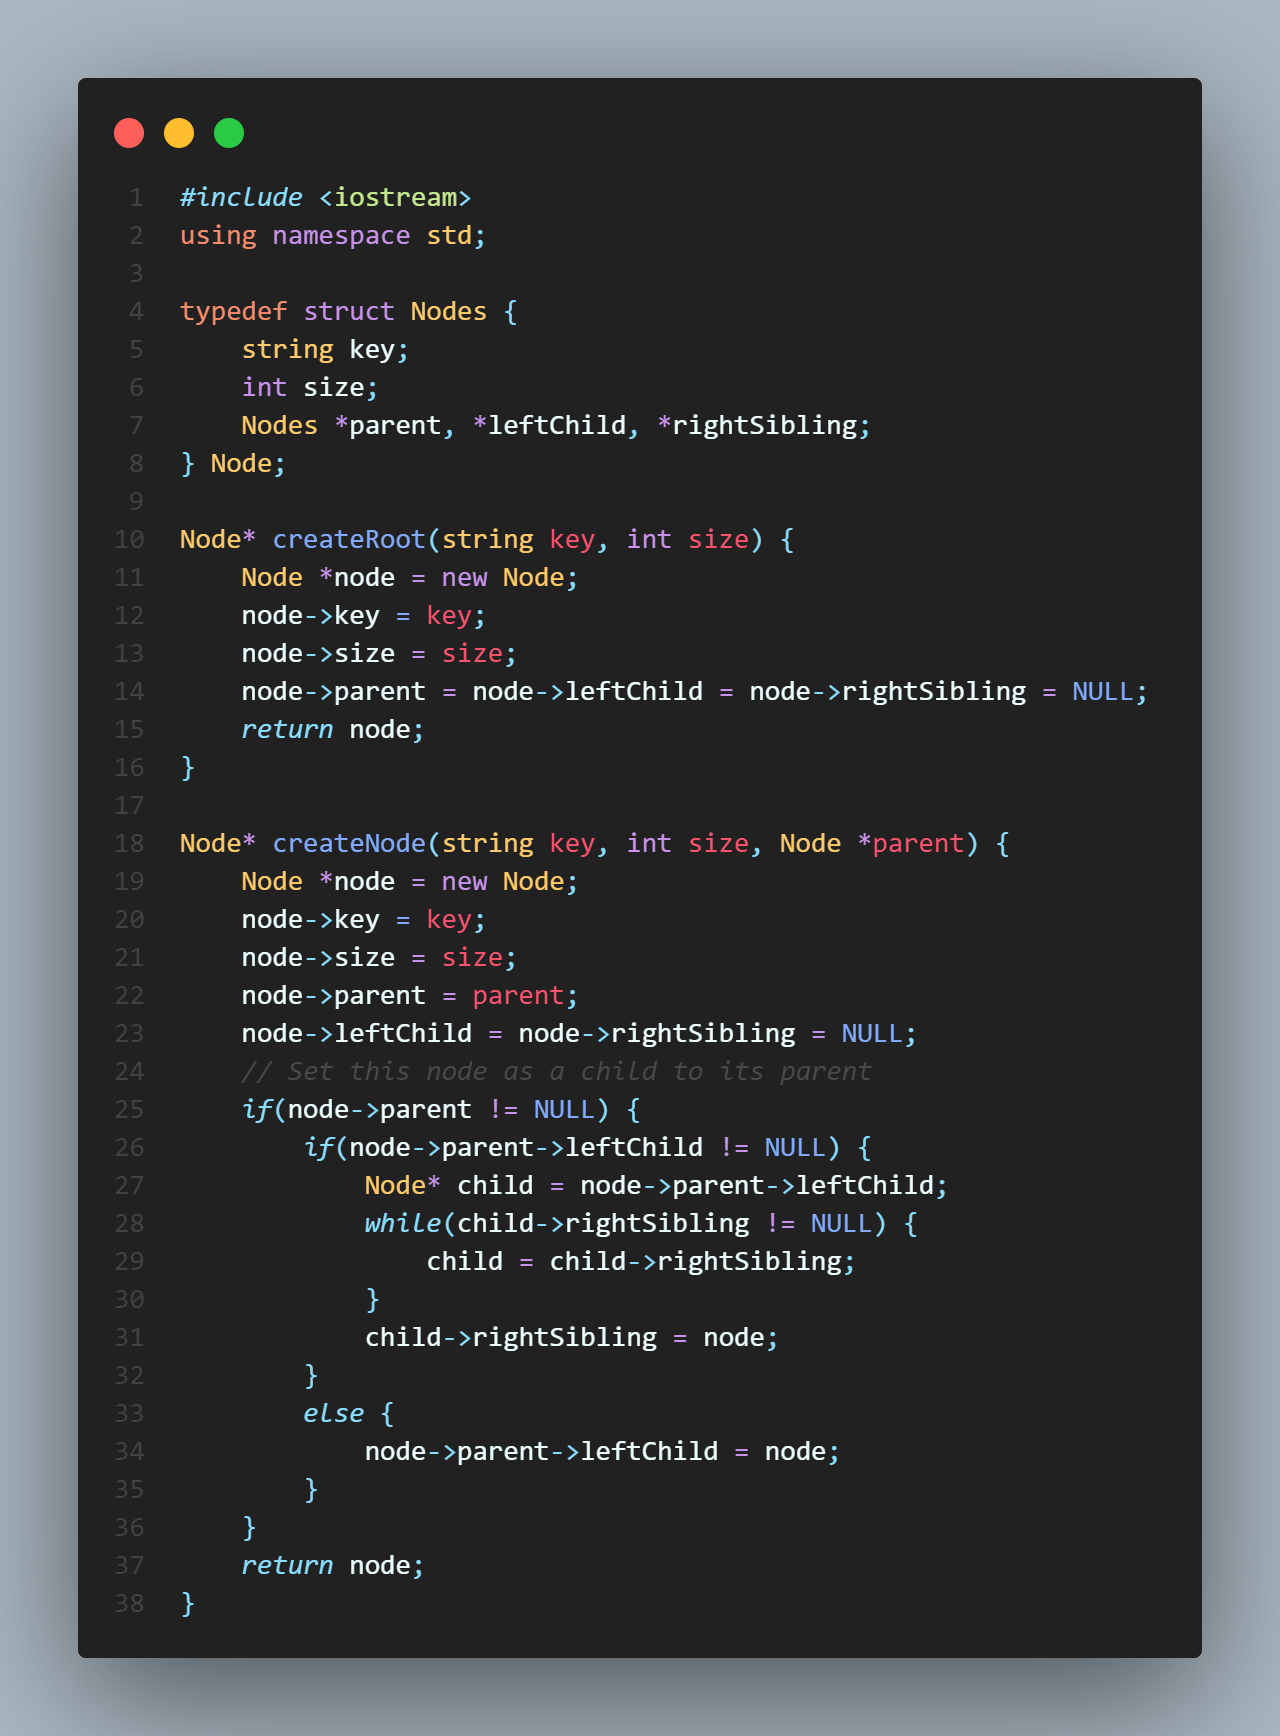 1 #include <iostream>
2 using namespace std;
3
4 typedef struct Nodes {
5     string key;
6     int size;
7     Nodes *parent, *leftChild, *rightSibling;
8 } Node;
9
10 Node* createRoot(string key, int size) {
11     Node *node = new Node;
12     node->key = key;
13     node->size = size;
14     node->parent = node->leftChild = node->rightSibling = NULL;
15     return node;
16 }
17
18 Node* createNode(string key, int size, Node *parent) {
19     Node *node = new Node;
20     node->key = key;
21     node->size = size;
22     node->parent = parent;
23     node->leftChild = node->rightSibling = NULL;
24     // Set this node as a child to its parent
25     if(node->parent != NULL) {
26         if(node->parent->leftChild != NULL) {
27             Node* child = node->parent->leftChild;
28             while(child->rightSibling != NULL) {
29                 child = child->rightSibling;
30             }
31             child->rightSibling = node;
32         }
33         else {
34             node->parent->leftChild = node;
35         }
36     }
37     return node;
38 }